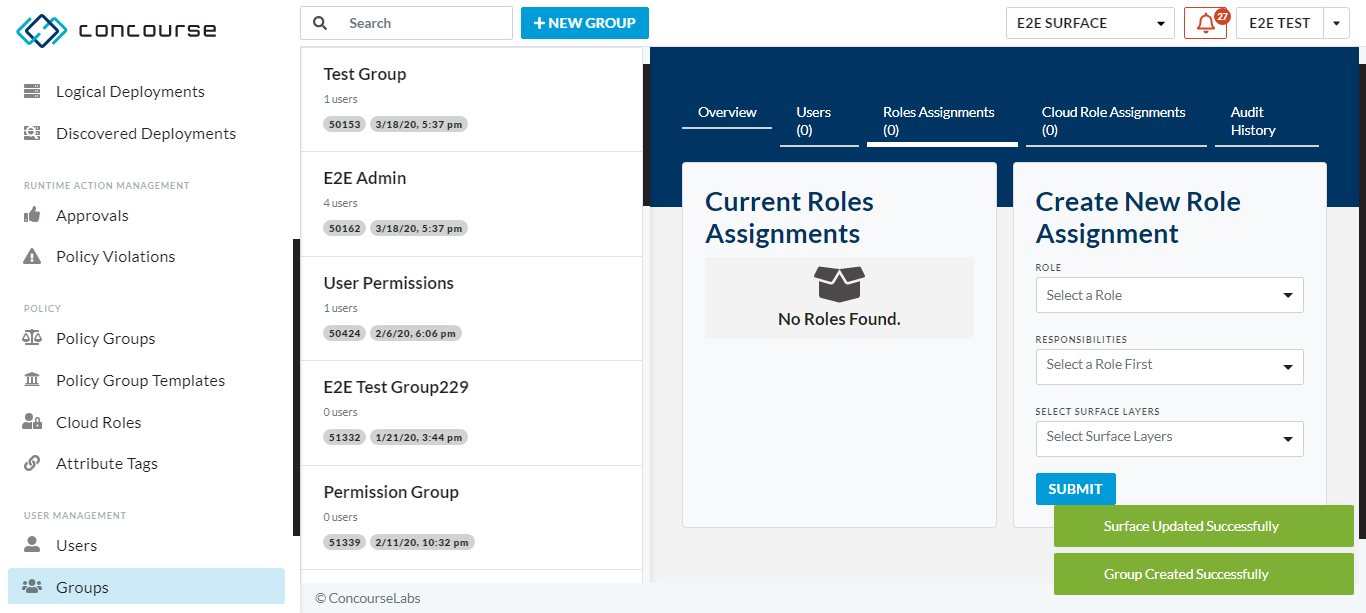 concourse
Search
+ NEW GROUP
E2E SURFACE
27
E2E TEST
Logical Deployments
Discovered Deployments
RUNTIME ACTION MANAGEMENT
Approvals
Policy Violations
POLICY
Policy Groups
Policy Group Templates
Cloud Roles
Attribute Tags
USER MANAGEMENT
Users
Groups
Test Group
1 users
50153 3/18/20, 5:37 pm
E2E Admin
4 users
50162 3/18/20, 5:37 pm
User Permissions
1 users
50424 2/6/20, 6:06 pm
E2E Test Group229
0 users
51332 1/21/20, 3:44 pm
Permission Group
0 users
51339 2/11/20, 10:32 pm
Overview
Users
(0)
Roles Assignments
(0)
Cloud Role Assignments
(0)
Audit
History
Current Roles
Assignments
No Roles Found.
Create New Role
Assignment
ROLE
Select a Role
RESPONSIBILITIES
Select a Role First
SELECT SURFACE LAYERS
Select Surface Layers
SUBMIT
Surface Updated Successfully
Group Created Successfully
© ConcourseLabs